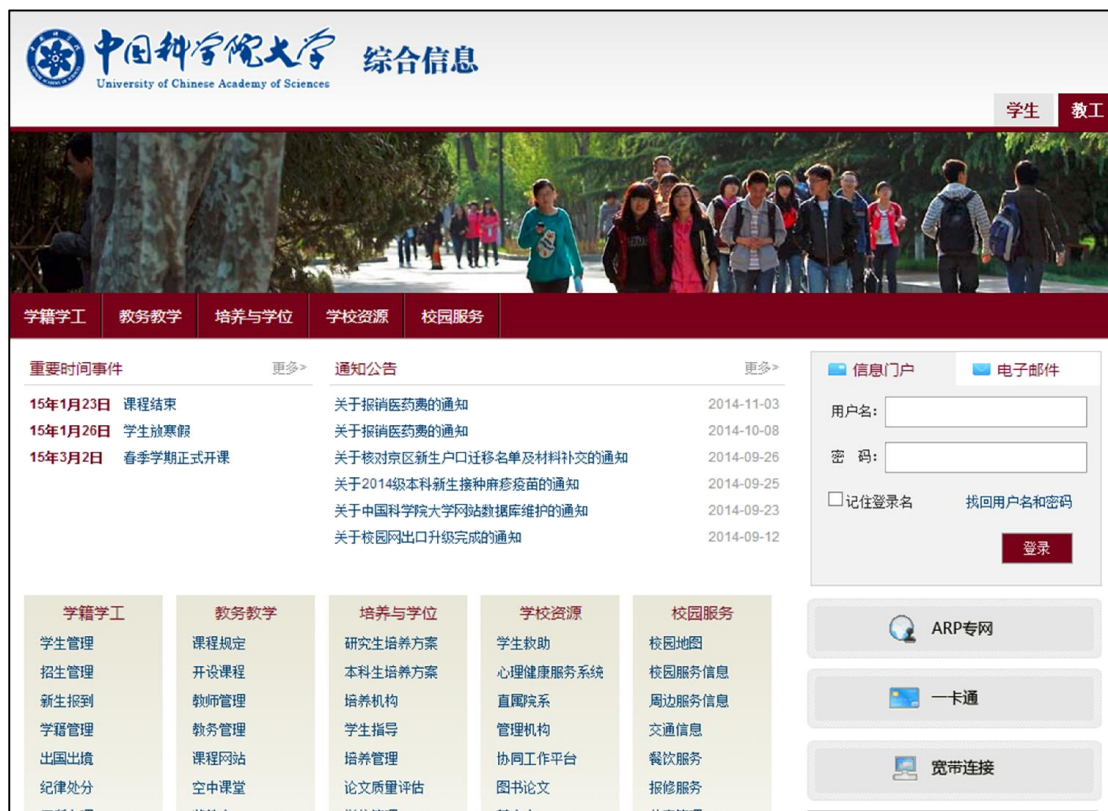 中国科学院大学 综合信息
University of Chinese Academy of Sciences
学生 教工
学籍学工 教务教学 培养与学位 学校资源 校园服务
重要时间事件 更多>
15年1月23日 课程结束
15年1月26日 学生放寒假
15年3月2日 春季学期正式开课
通知公告 更多>
关于报销医药费的通知 2014-11-03
关于报销医药费的通知 2014-10-08
关于核对京区新生户口迁移名单及材料补交的通知 2014-09-26
关于2014级本科新生接种麻疹疫苗的通知 2014-09-25
关于中国科学院大学网站数据库维护的通知 2014-09-23
关于校园网出口升级完成的通知 2014-09-12
信息门户 电子邮件
用户名:
密 码:
记住登录名 找回用户名和密码
登录
学籍学工
学生管理
招生管理
新生报到
学籍管理
出国出境
纪律处分
教务教学
课程规定
开设课程
教师管理
教务管理
课程网站
空中课堂
培养与学位
研究生培养方案
本科生培养方案
培养机构
学生指导
培养管理
论文质量评估
学校资源
学生救助
心理健康服务系统
直属院系
管理机构
协同工作平台
图书论文
校园服务
校园地图
校园服务信息
周边服务信息
交通信息
餐饮服务
报修服务
ARP专网
一卡通
宽带连接